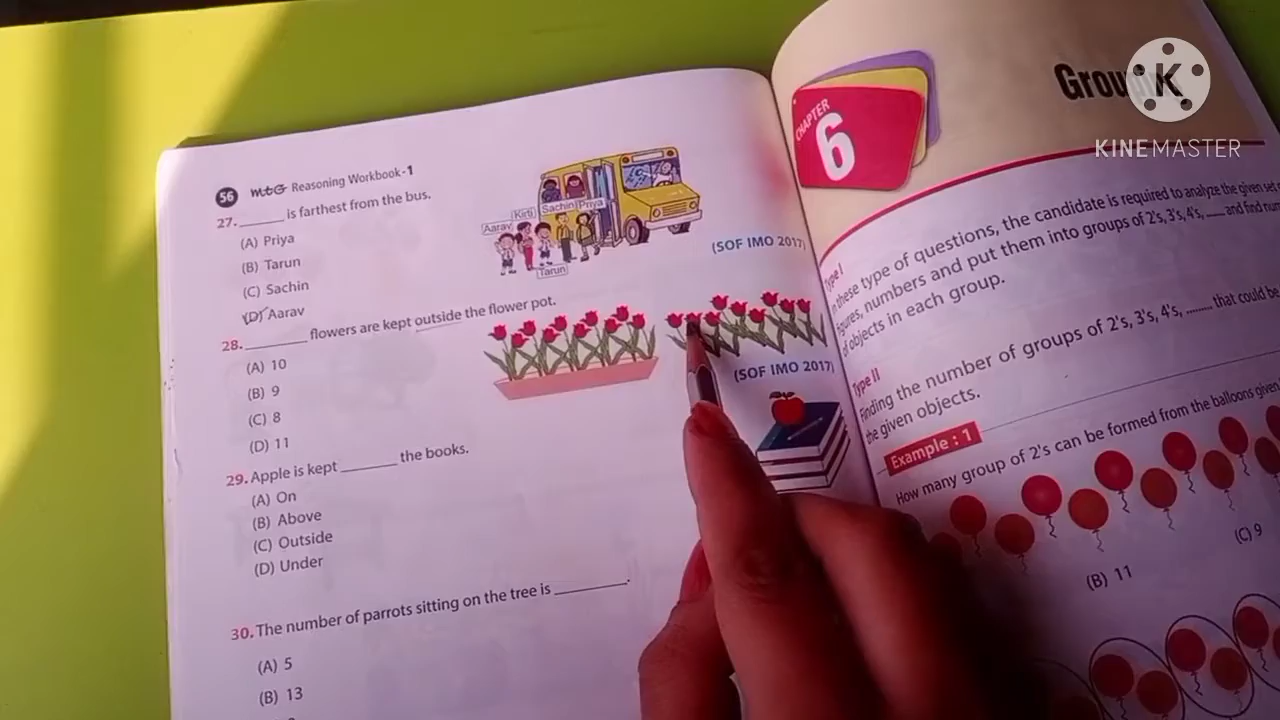 56 mtG Reasoning Workbook-1
27. ______ is farthest from the bus.
(A) Priya
(B) Tarun
(C) Sachin
(D) Aarav
Aarav
Kirti
Sachin
Priya
Tarun
(SOF IMO 2017)
28. ______ flowers are kept outside the flower pot.
(A) 10
(B) 9
(C) 8
(D) 11
(SOF IMO 2017)
29. Apple is kept ______ the books.
(A) On
(B) Above
(C) Outside
(D) Under
30. The number of parrots sitting on the tree is ______.
(A) 5
(B) 13
CHAPTER
6
K
KINEMASTER
Type I
these type of questions, the candidate is required to analyze the given
figures, numbers and put them into groups of 2's, 3's, 4's, ...... and find
of objects in each group.
Type II
Finding the number of groups of 2's, 3's, 4's, ........ that could be
the given objects.
Example : 1
How many group of 2's can be formed from the balloons given
(C) 9
(B) 11